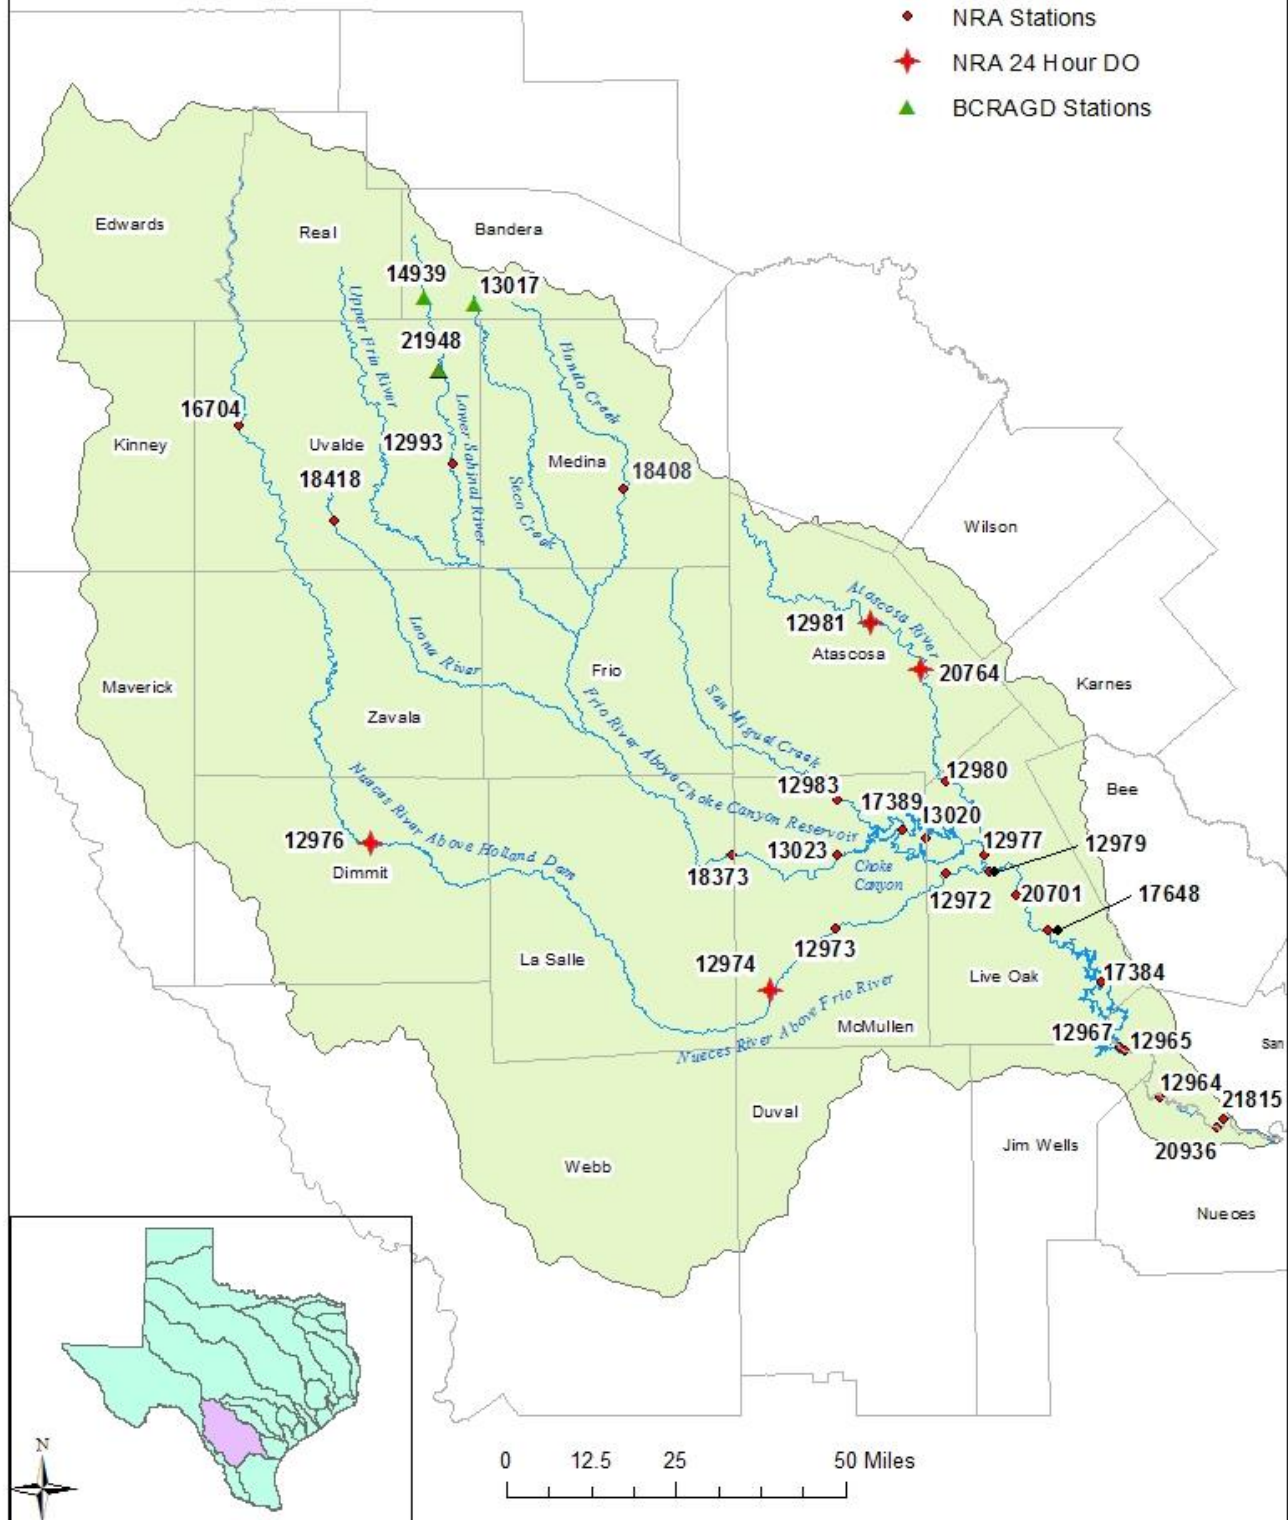 NRA Stations
NRA 24 Hour DO
BCRAGD Stations
Edwards
Real
Bandera
14939
13017
21948
Upper Frio River
Hondo Creek
16704
Kinney
Uvalde
12993
Lower Sabinal River
Medina
18408
18418
Seco Creek
Wilson
Atascosa River
12981
Atascosa
20764
Leona River
Frio
Maverick
Zavala
San Miguel Creek
Karnes
Frio River Above Choke Canyon Reservoir
12980
12983
17389
13020
Bee
Nueces River Above Holland Dam
12976
Dimmit
13023
12977
12979
18373
Choke
Canyon
12972
20701
17648
12973
La Salle
12974
Live Oak
17384
Nueces River Above Frio River
McMullen
12967
12965
San
12964
21815
Duval
Jim Wells
20936
Webb
Nueces
N
0 12.5 25 50 Miles